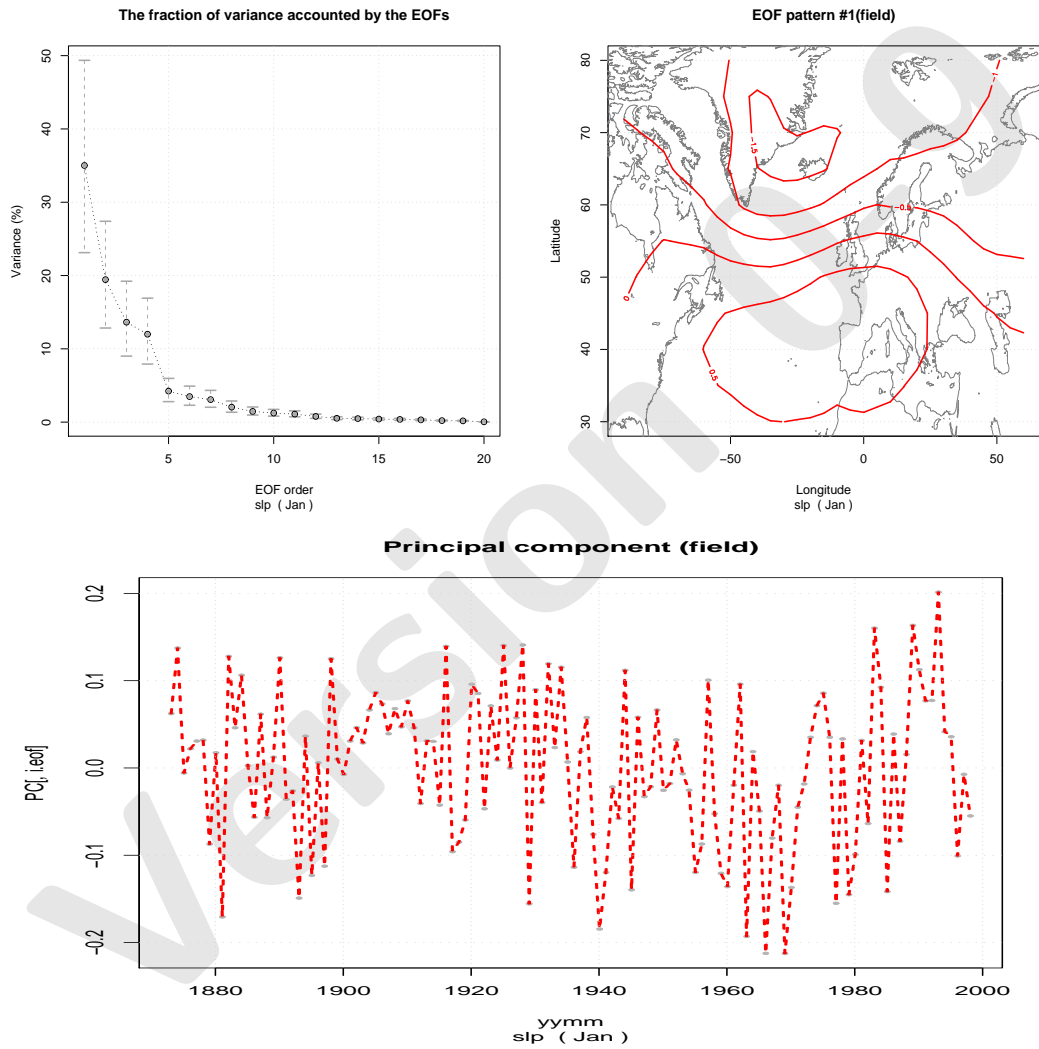 The fraction of variance accounted by the EOFs
50
40
30
20
10
0
Variance (%)
5
10
15
20
EOF order
slp ( Jan )
EOF pattern #1(field)
80
70
60
50
40
30
Latitude
−1
−1.5
−0.5
0
0.5
−50
0
50
Longitude
slp ( Jan )
Principal component (field)
0.2
0.1
0.0
−0.1
−0.2
PC[, i.eof]
1880
1900
1920
1940
1960
1980
2000
yymm
slp ( Jan )
Version 0.9